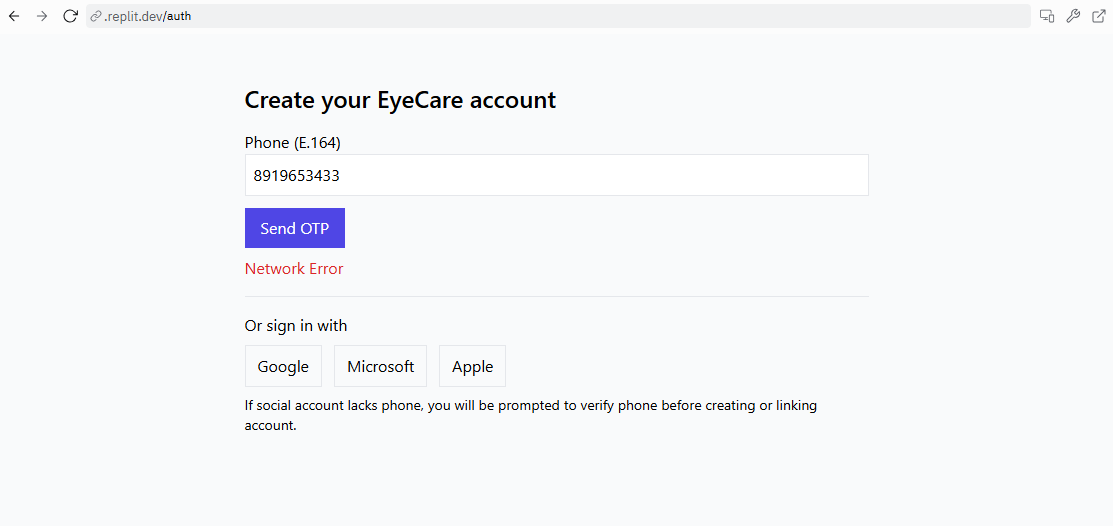 .replit.dev/auth
Create your EyeCare account
Phone (E.164)
8919653433
Send OTP
Network Error
Or sign in with
Google Microsoft Apple
If social account lacks phone, you will be prompted to verify phone before creating or linking
account.